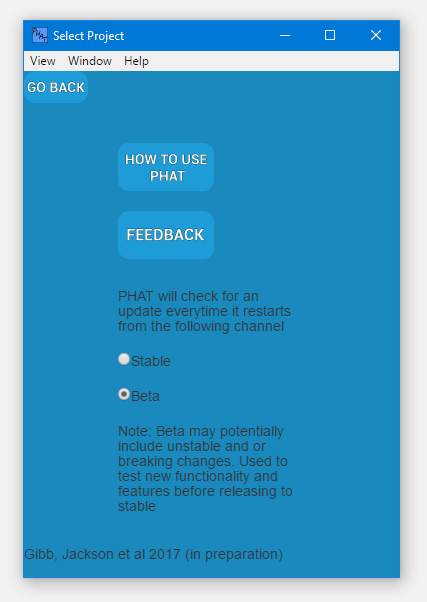 Select Project
View Window Help
GO BACK
HOW TO USE
PHAT
FEEDBACK
PHAT will check for an
update everytime it restarts
from the following channel
Stable
Beta
Note: Beta may potentially
include unstable and or
breaking changes. Used to
test new functionality and
features before releasing to
stable
Gibb, Jackson et al 2017 (in preparation)